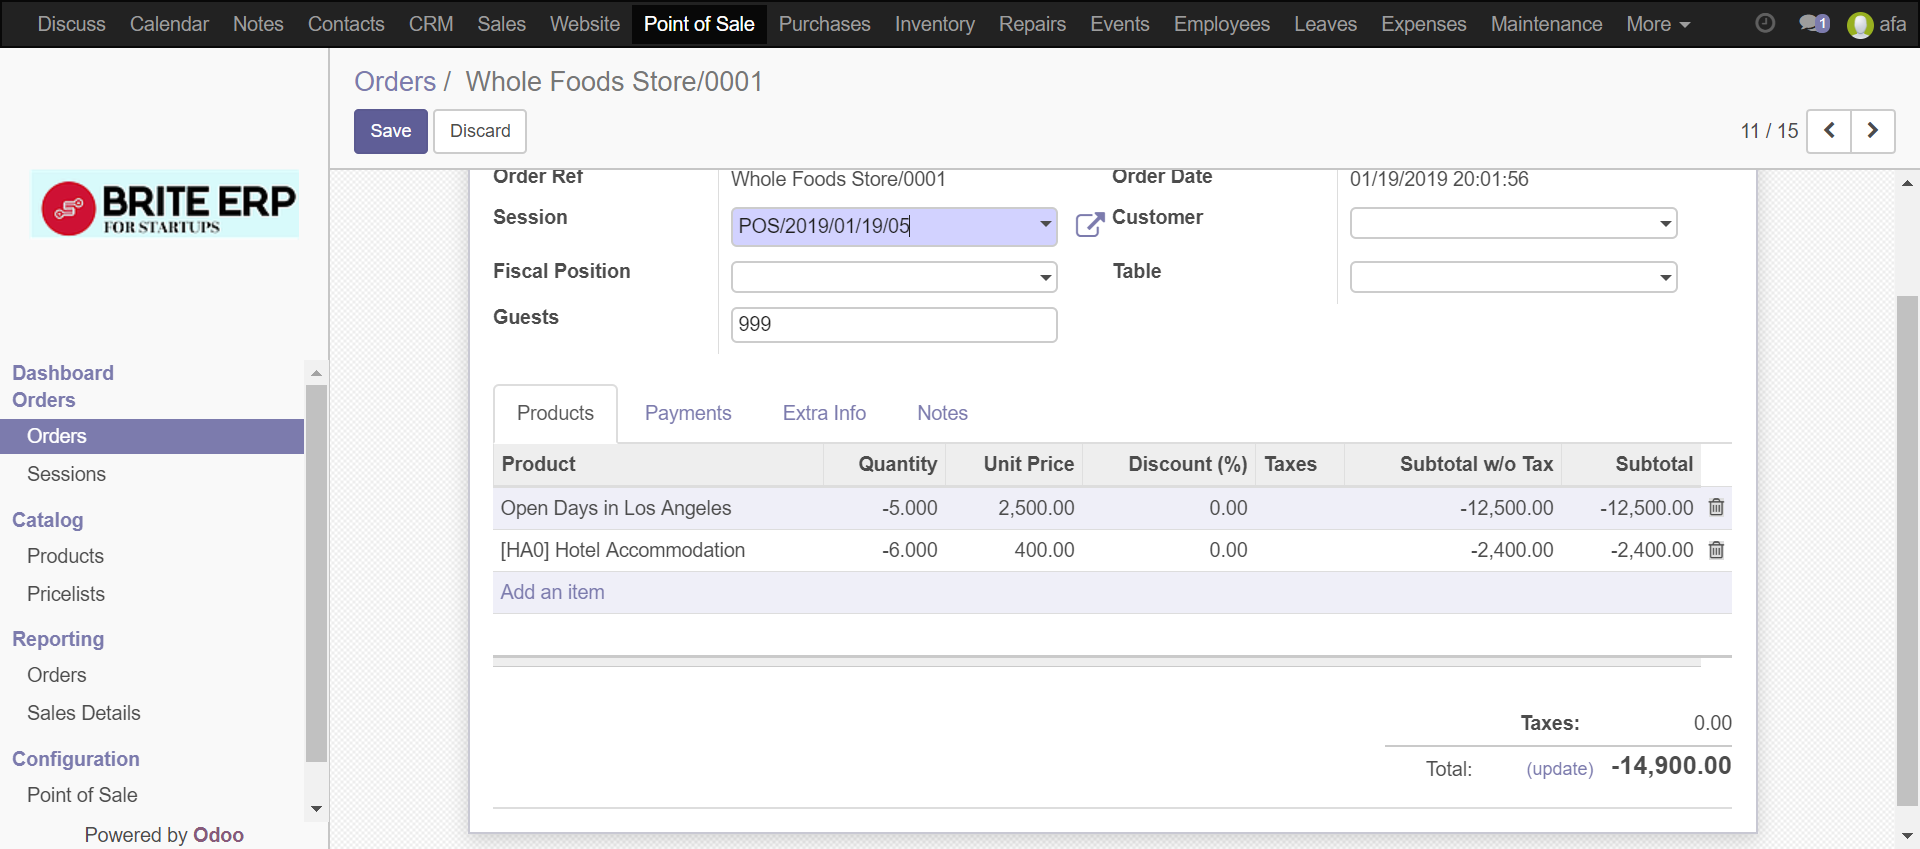 Discuss Calendar Notes Contacts CRM Sales Website Point of Sale Purchases Inventory Repairs Events Employees Leaves Expenses Maintenance More 1 afa
Orders / Whole Foods Store/0001
Save Discard
11 / 15
BRITE ERP
FOR STARTUPS
Dashboard
Orders
Orders
Sessions
Catalog
Products
Pricelists
Reporting
Orders
Sales Details
Configuration
Point of Sale
Powered by Odoo
Order Ref Whole Foods Store/0001 Order Date 01/19/2019 20:01:56
Session POS/2019/01/19/05 Customer
Fiscal Position Table
Guests 999
Products Payments Extra Info Notes
Product Quantity Unit Price Discount (%) Taxes Subtotal w/o Tax Subtotal
Open Days in Los Angeles -5.000 2,500.00 0.00 -12,500.00 -12,500.00
[HA0] Hotel Accommodation -6.000 400.00 0.00 -2,400.00 -2,400.00
Add an item
Taxes: 0.00
Total: (update) -14,900.00